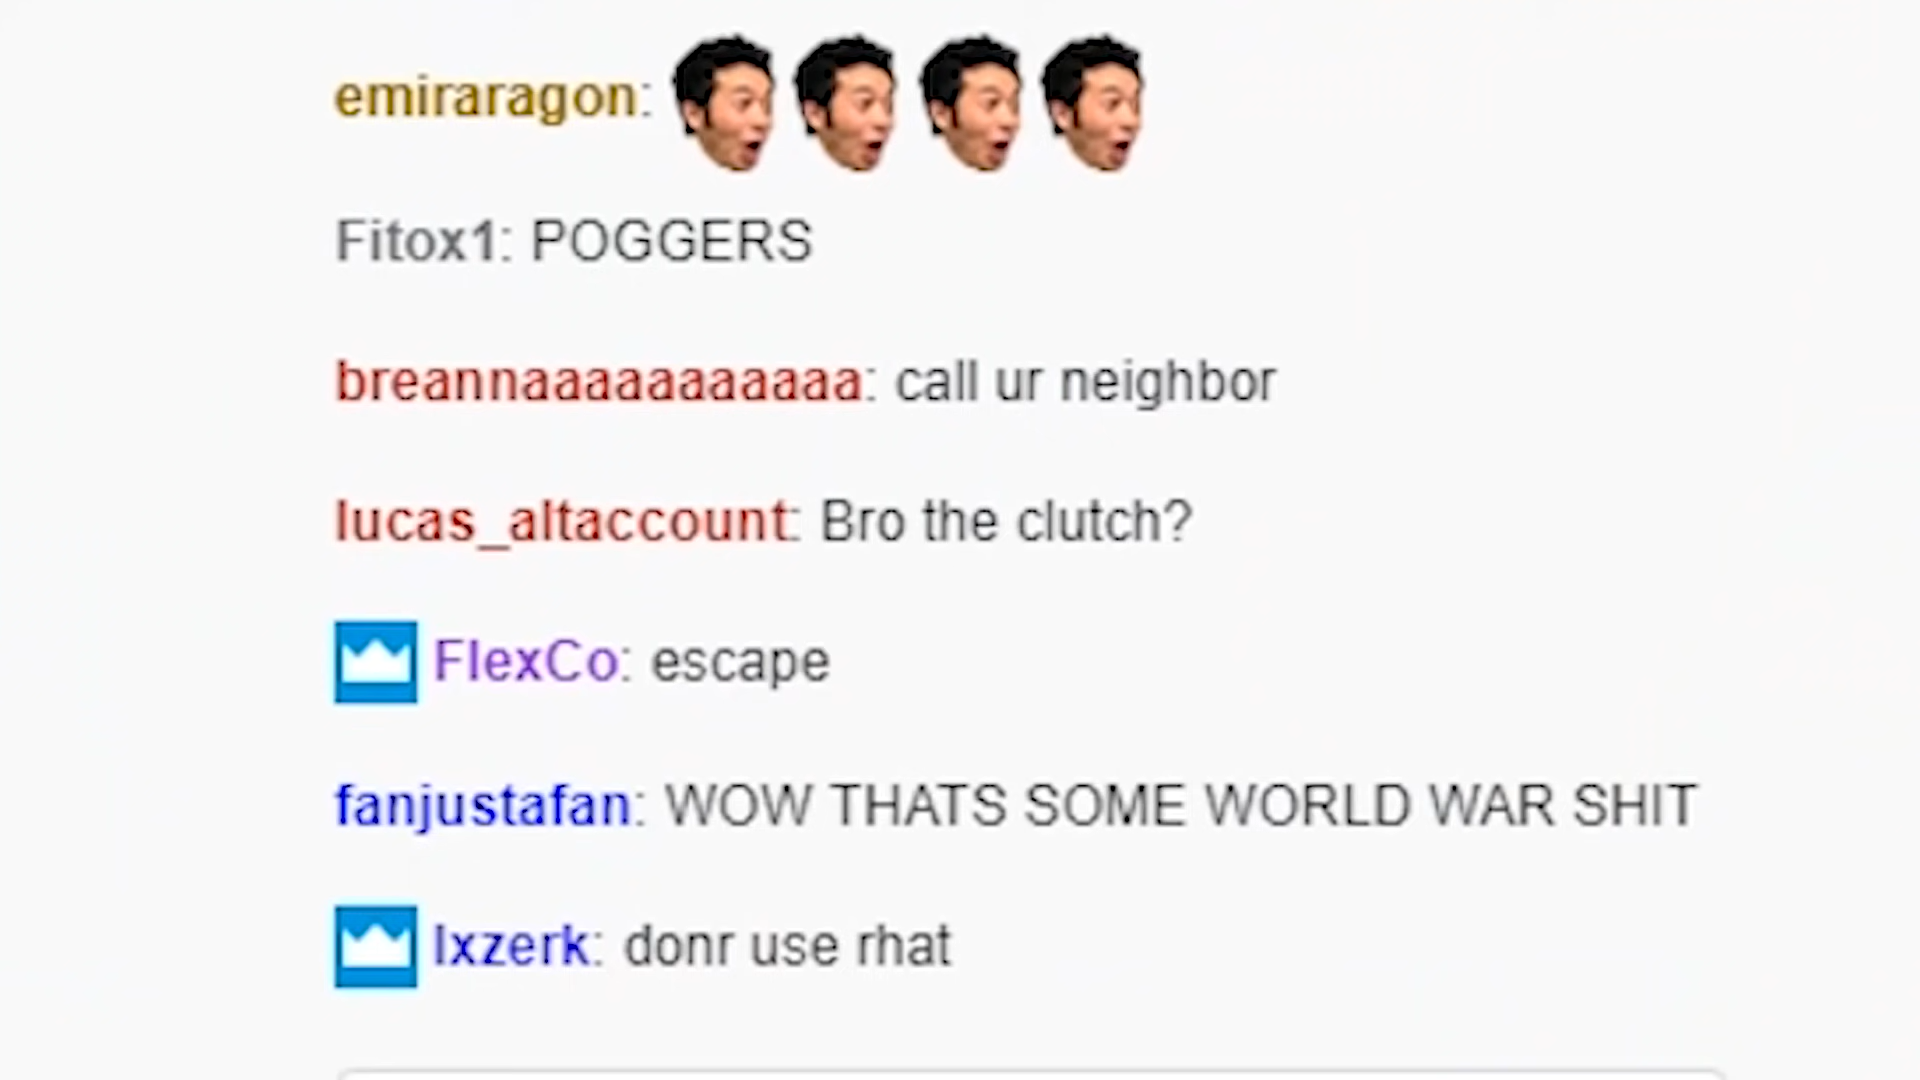 emiraragon:
Fitox1: POGGERS
breannaaaaaaaaaaa: call ur neighbor
lucas_altaccount: Bro the clutch?
FlexCo: escape
fanjustafan: WOW THATS SOME WORLD WAR SHIT
lxzerk: donr use rhat